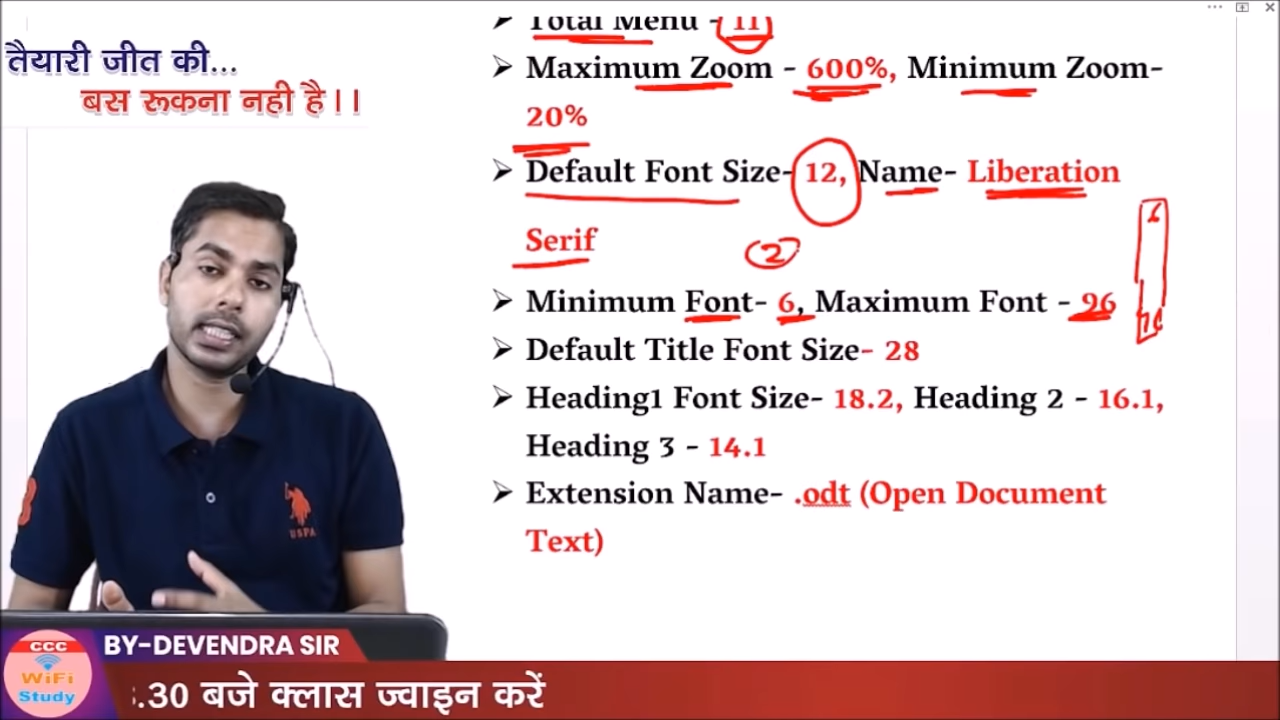 तैयारी जीत की...
बस रूकना नही है।।
➢ Total Menu - 11
➢ Maximum Zoom - 600%, Minimum Zoom-
20%
➢ Default Font Size- 12, Name- Liberation
Serif
2
➢ Minimum Font- 6, Maximum Font - 96
➢ Default Title Font Size- 28
➢ Heading1 Font Size- 18.2, Heading 2 - 16.1,
Heading 3 - 14.1
➢ Extension Name- .odt (Open Document
Text)
3
USPA
CCC
WiFi
Study
BY-DEVENDRA SIR
.30 बजे क्लास ज्वाइन करें